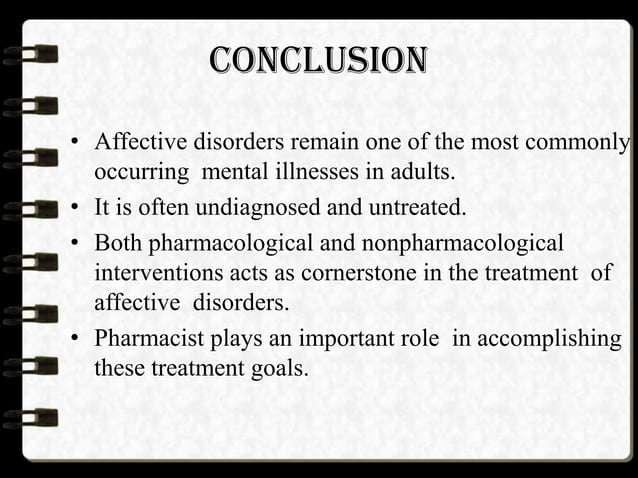 CONCLUSION
• Affective disorders remain one of the most commonly
occurring mental illnesses in adults.
• It is often undiagnosed and untreated.
• Both pharmacological and nonpharmacological
interventions acts as cornerstone in the treatment of
affective disorders.
• Pharmacist plays an important role in accomplishing
these treatment goals.